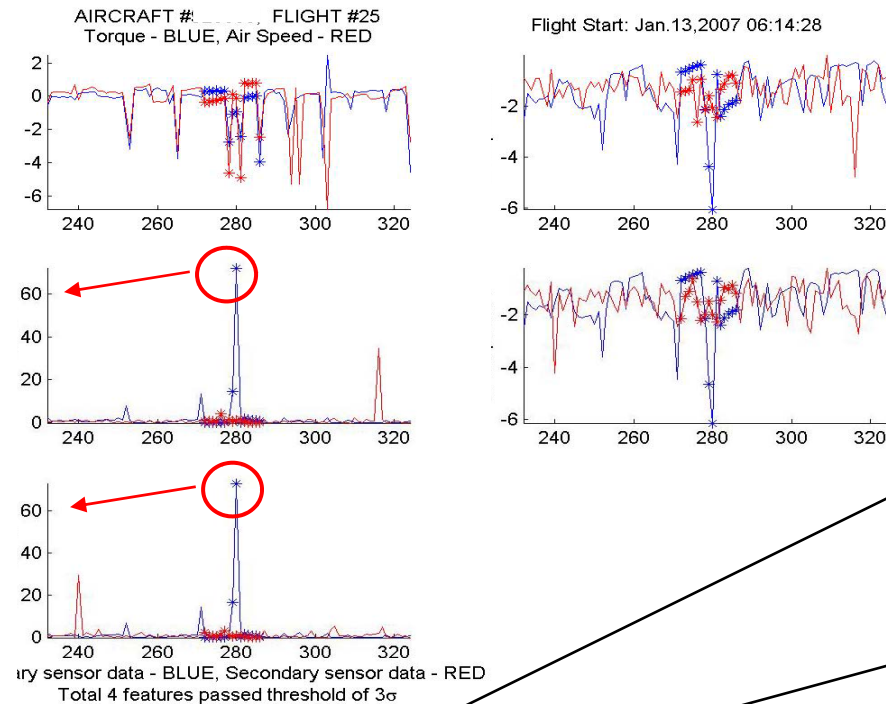 AIRCRAFT # FLIGHT #25
Torque - BLUE, Air Speed - RED
Flight Start: Jan.13,2007 06:14:28
2
0
-2
-4
-6
240 260 280 300 320
-2
-4
-6
240 260 280 300 320
60
40
20
0
240 260 280 300 320
-2
-4
-6
240 260 280 300 320
60
40
20
0
240 260 280 300 320
ry sensor data - BLUE, Secondary sensor data - RED
Total 4 features passed threshold of 3σ